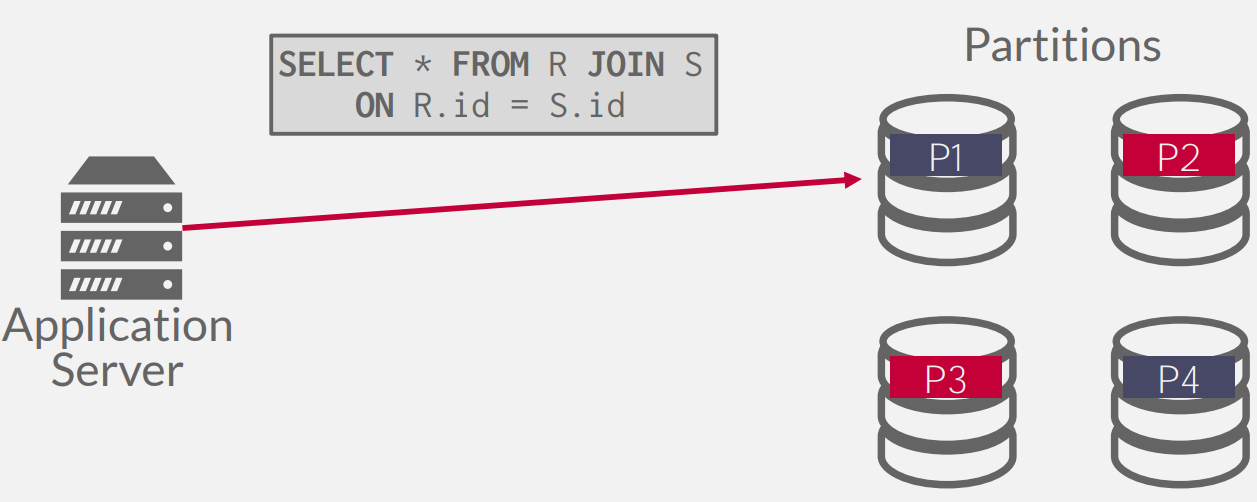 Partitions
SELECT * FROM R JOIN S
ON R.id = S.id
P1
P2
Application
Server
P3
P4